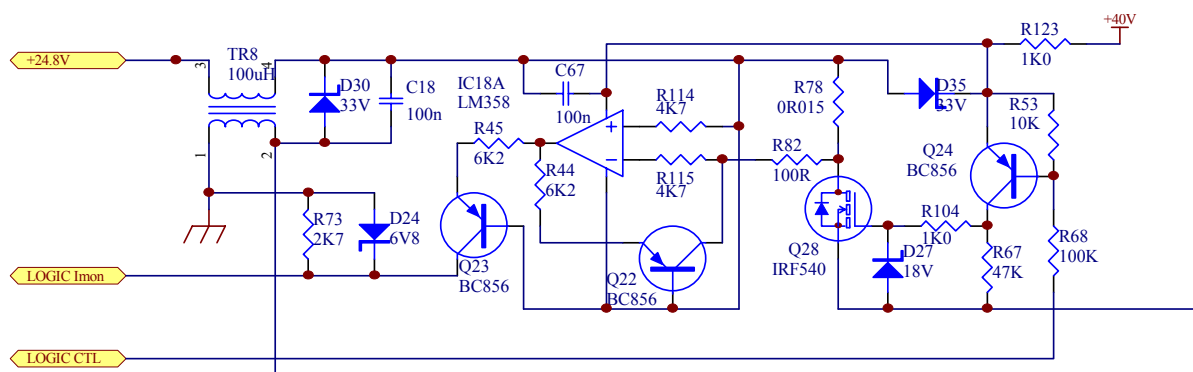 +40V
R123
1K0
+24.8V
3
4
TR8
100uH
D30
33V
C18
100n
C67
100n
IC18A
LM358
R114
4K7
R78
0R015
D35
33V
R53
10K
R45
6K2
R44
6K2
+
−
R115
4K7
R82
100R
Q24
BC856
1
2
R73
2K7
D24
6V8
R104
1K0
R68
100K
Q28
IRF540
D27
18V
R67
47K
LOGIC Imon
Q23
BC856
Q22
BC856
LOGIC CTL